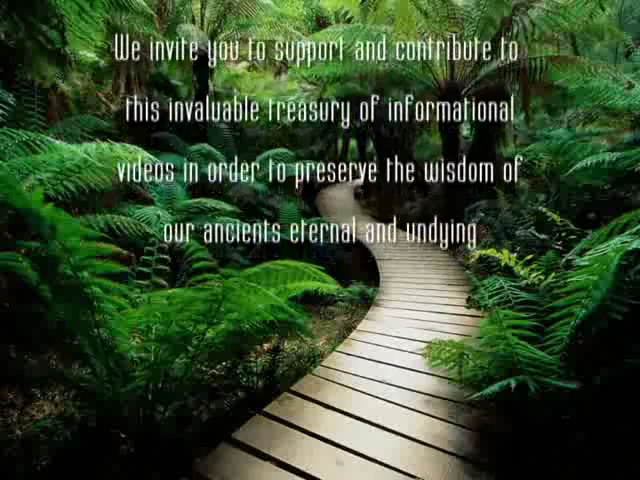 We invite you to support and contribute to
this invaluable treasury of informational
videos in order to preserve the wisdom of
our ancients eternal and undying